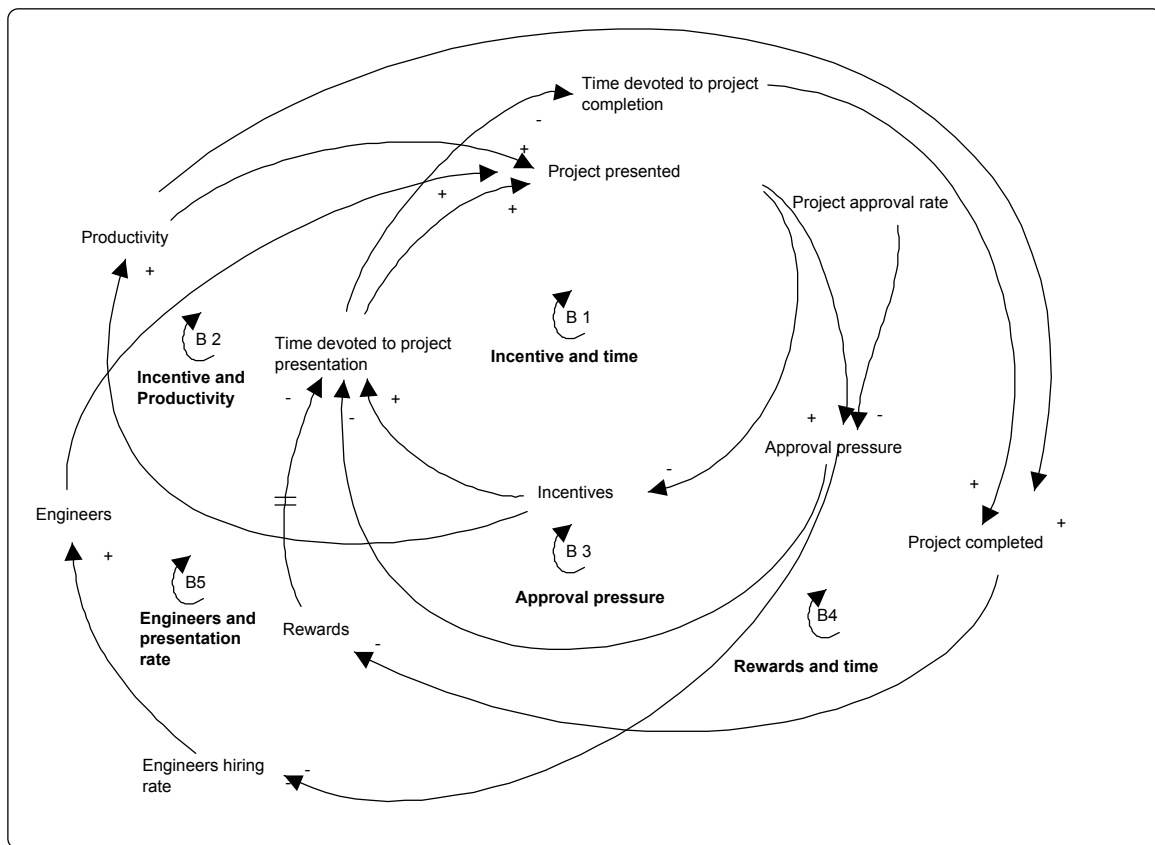 Time devoted to project
completion
-
+
Project presented
+
+
Project approval rate
Productivity
+
B 1
B 2
Time devoted to project
presentation
Incentive and time
Incentive and
Productivity
-
+
-
+
-
Approval pressure
-
Incentives
+
Engineers
+
Project completed
+
B 3
B5
Approval pressure
Engineers and
presentation
rate
B4
Rewards
-
Rewards and time
Engineers hiring
rate
-
-